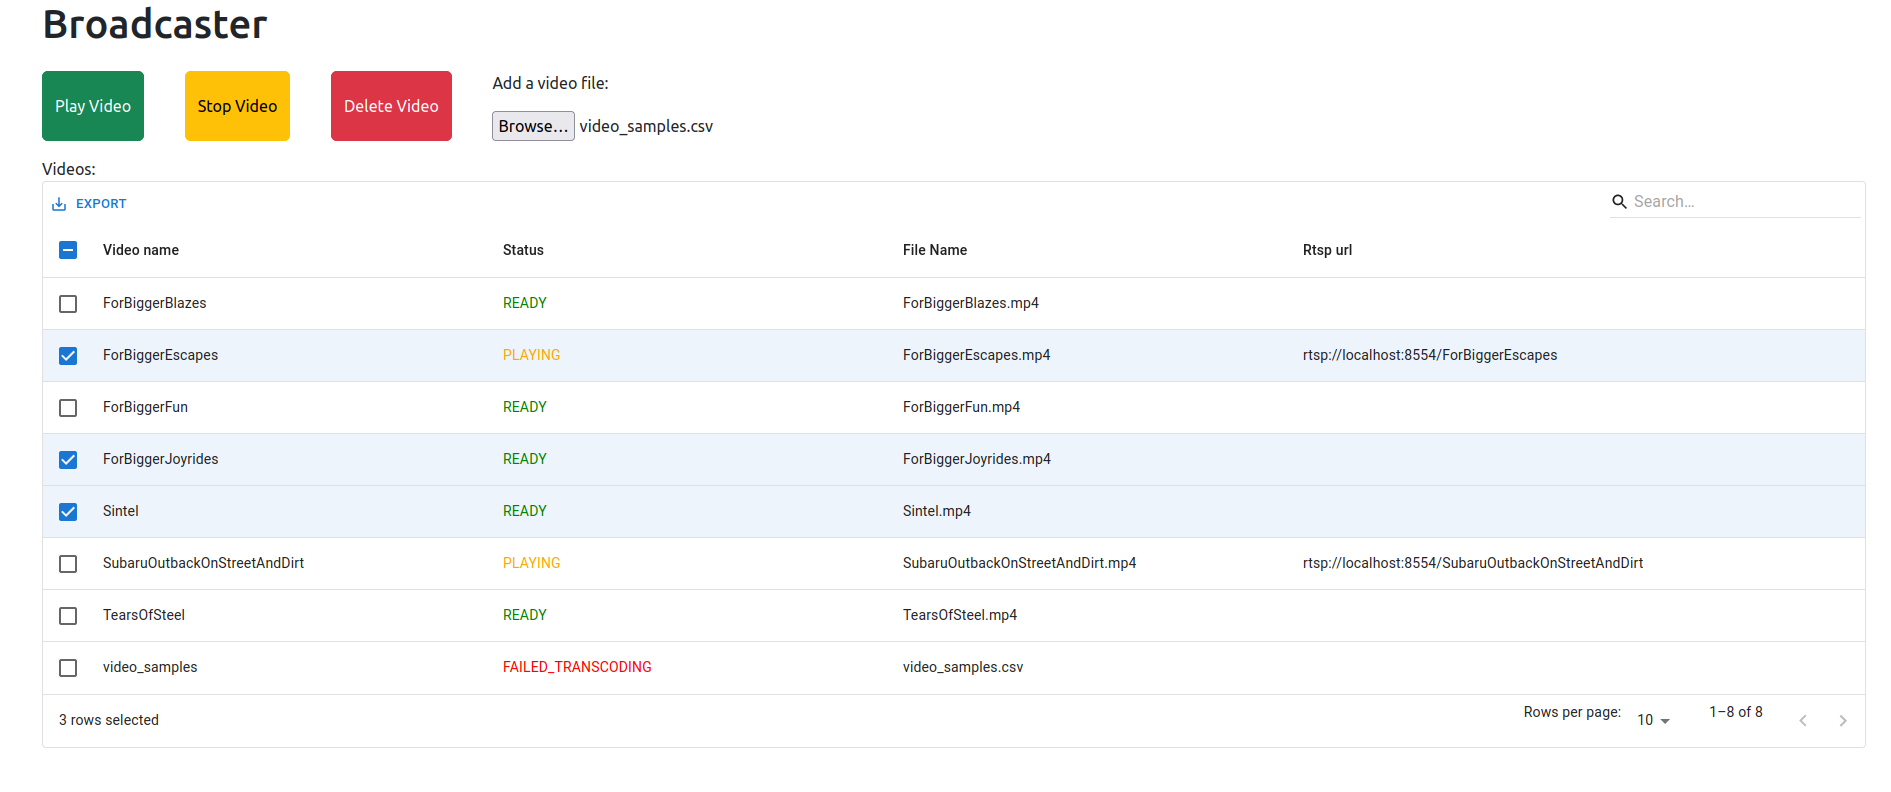 Broadcaster
Play Video Stop Video Delete Video Add a video file:
Browse... video_samples.csv
Videos:
EXPORT Search...
Video name Status File Name Rtsp url
ForBiggerBlazes READY ForBiggerBlazes.mp4
ForBiggerEscapes PLAYING ForBiggerEscapes.mp4 rtsp://localhost:8554/ForBiggerEscapes
ForBiggerFun READY ForBiggerFun.mp4
ForBiggerJoyrides READY ForBiggerJoyrides.mp4
Sintel READY Sintel.mp4
SubaruOutbackOnStreetAndDirt PLAYING SubaruOutbackOnStreetAndDirt.mp4 rtsp://localhost:8554/SubaruOutbackOnStreetAndDirt
TearsOfSteel READY TearsOfSteel.mp4
video_samples FAILED_TRANSCODING video_samples.csv
3 rows selected Rows per page: 10 1–8 of 8